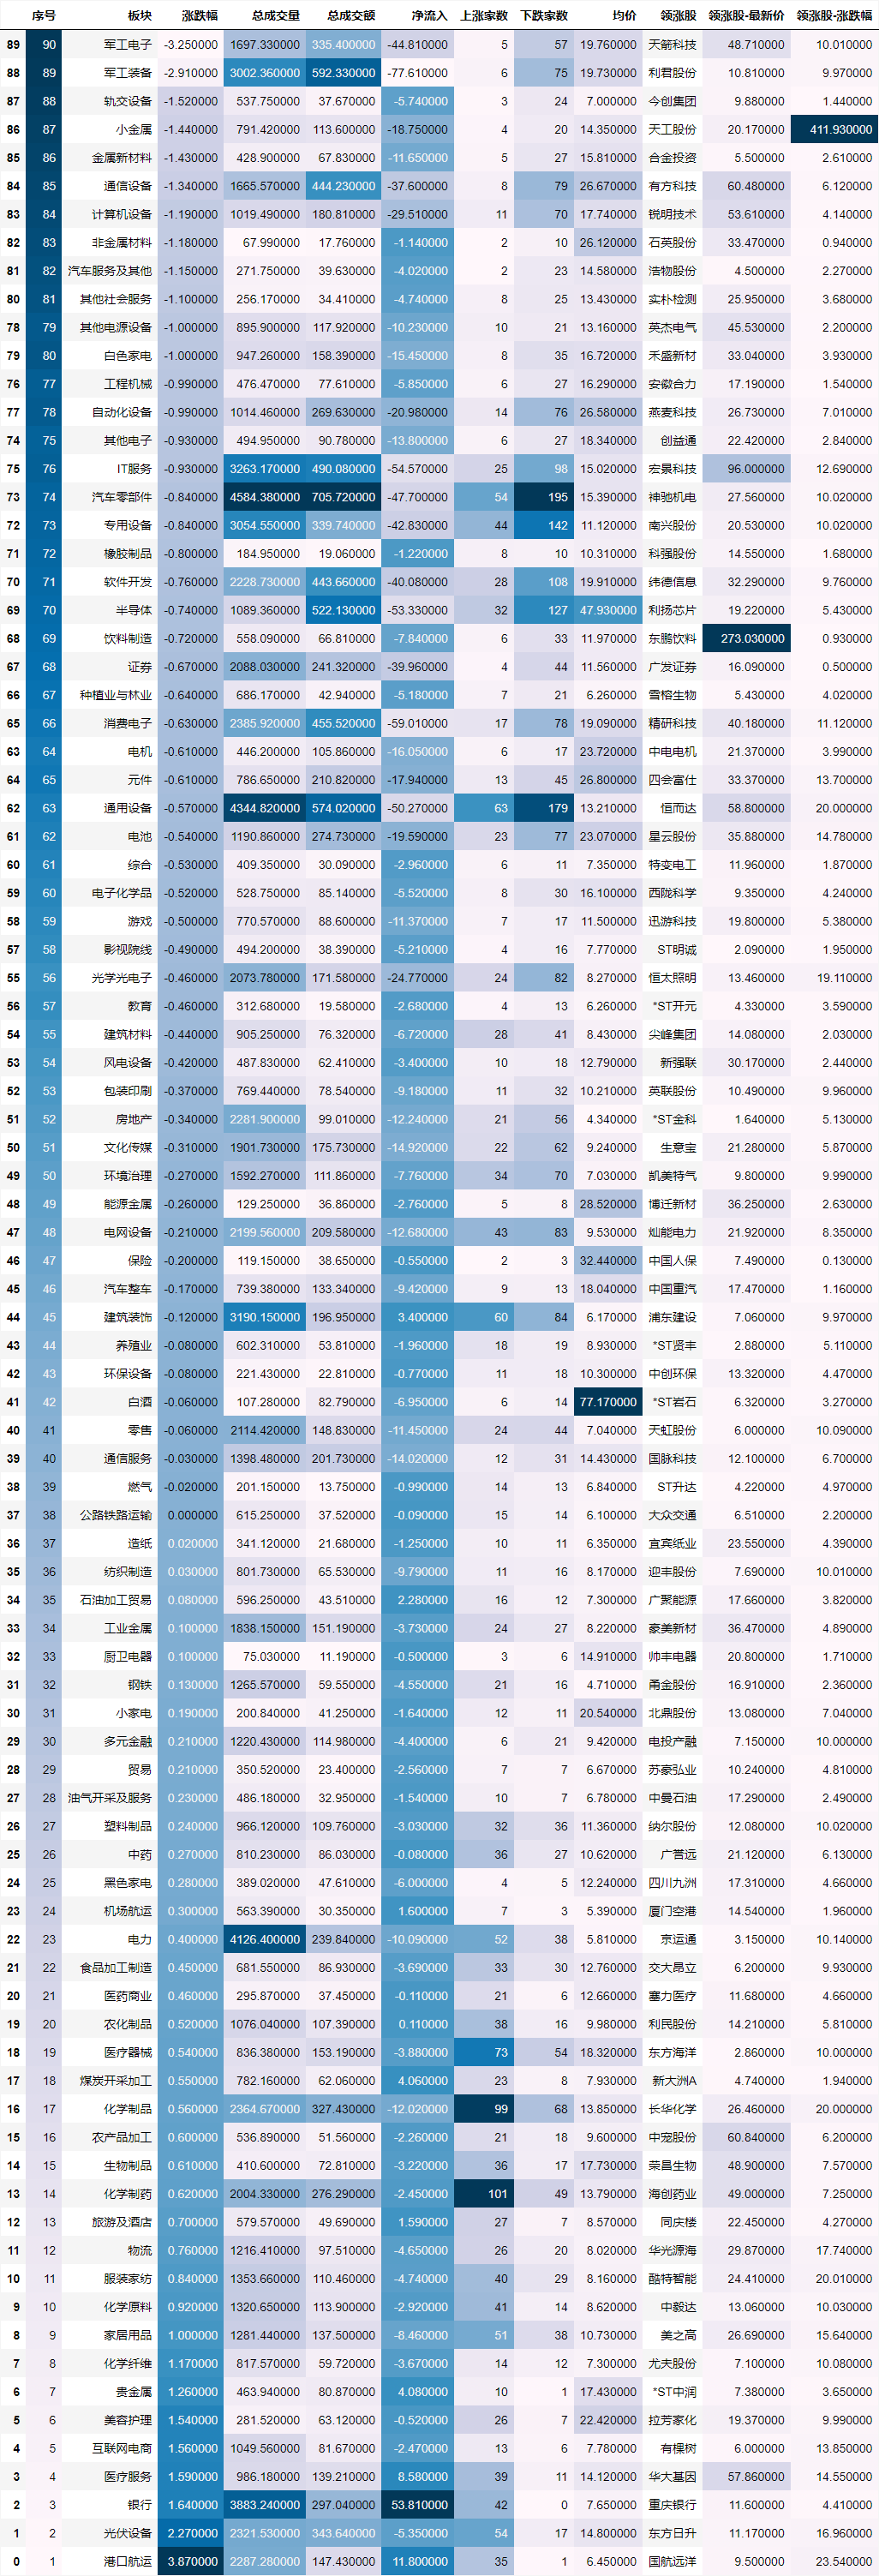 序号 板块 涨跌幅 总成交量 总成交额 净流入 上涨家数 下跌家数 均价 领涨股 领涨股-最新价 领涨股-涨跌幅
89 90 军工电子 -3.250000 1697.330000 335.400000 -44.810000 5 57 19.760000 天箭科技 48.710000 10.010000
88 89 军工装备 -2.910000 3002.360000 592.330000 -77.610000 6 75 19.730000 利君股份 10.810000 9.970000
87 88 轨交设备 -1.520000 537.750000 37.670000 -5.740000 3 24 7.000000 今创集团 9.880000 1.440000
86 87 小金属 -1.440000 791.420000 113.600000 -18.750000 4 20 14.350000 天工股份 20.170000 411.930000
85 86 金属新材料 -1.430000 428.900000 67.830000 -11.650000 5 27 15.810000 合金投资 5.500000 2.610000
84 85 通信设备 -1.340000 1665.570000 444.230000 -37.600000 8 79 26.670000 有方科技 60.480000 6.120000
83 84 计算机设备 -1.190000 1019.490000 180.810000 -29.510000 11 70 17.740000 锐明技术 53.610000 4.140000
82 83 非金属材料 -1.180000 67.990000 17.760000 -1.140000 2 10 26.120000 石英股份 33.470000 0.940000
81 82 汽车服务及其他 -1.150000 271.750000 39.630000 -4.020000 2 23 14.580000 浩物股份 4.500000 2.270000
80 81 其他社会服务 -1.100000 256.170000 34.410000 -4.740000 8 25 13.430000 实朴检测 25.950000 3.680000
78 79 其他电源设备 -1.000000 895.900000 117.920000 -10.230000 10 21 13.160000 英杰电气 45.530000 2.200000
79 80 白色家电 -1.000000 947.260000 158.390000 -15.450000 8 35 16.720000 禾盛新材 33.040000 3.930000
76 77 工程机械 -0.990000 476.470000 77.610000 -5.850000 6 27 16.290000 安徽合力 17.190000 1.540000
77 78 自动化设备 -0.990000 1014.460000 269.630000 -20.980000 14 76 26.580000 燕麦科技 26.730000 7.010000
74 75 其他电子 -0.930000 494.950000 90.780000 -13.800000 6 27 18.340000 创益通 22.420000 2.840000
75 76 IT服务 -0.930000 3263.170000 490.080000 -54.570000 25 98 15.020000 宏景科技 96.000000 12.690000
73 74 汽车零部件 -0.840000 4584.380000 705.720000 -47.700000 54 195 15.390000 神驰机电 27.560000 10.020000
72 73 专用设备 -0.840000 3054.550000 339.740000 -42.830000 44 142 11.120000 南兴股份 20.530000 10.020000
71 72 橡胶制品 -0.800000 184.950000 19.060000 -1.220000 8 10 10.310000 科强股份 14.550000 1.680000
70 71 软件开发 -0.760000 2228.730000 443.660000 -40.080000 28 108 19.910000 纬德信息 32.290000 9.760000
69 70 半导体 -0.740000 1089.360000 522.130000 -53.330000 32 127 47.930000 利扬芯片 19.220000 5.430000
68 69 饮料制造 -0.720000 558.090000 66.810000 -7.840000 6 33 11.970000 东鹏饮料 273.030000 0.930000
67 68 证券 -0.670000 2088.030000 241.320000 -39.960000 4 44 11.560000 广发证券 16.090000 0.500000
66 67 种植业与林业 -0.640000 686.170000 42.940000 -5.180000 7 21 6.260000 雪榕生物 5.430000 4.020000
65 66 消费电子 -0.630000 2385.920000 455.520000 -59.010000 17 78 19.090000 精研科技 40.180000 11.120000
63 64 电机 -0.610000 446.200000 105.860000 -16.050000 6 17 23.720000 中电电机 21.370000 3.990000
64 65 元件 -0.610000 786.650000 210.820000 -17.940000 13 45 26.800000 四会富仕 33.370000 13.700000
62 63 通用设备 -0.570000 4344.820000 574.020000 -50.270000 63 179 13.210000 恒而达 58.800000 20.000000
61 62 电池 -0.540000 1190.860000 274.730000 -19.590000 23 77 23.070000 星云股份 35.880000 14.780000
60 61 综合 -0.530000 409.350000 30.090000 -2.960000 6 11 7.350000 特变电工 11.960000 1.870000
59 60 电子化学品 -0.520000 528.750000 85.140000 -5.520000 8 30 16.100000 西陇科学 9.350000 4.240000
58 59 游戏 -0.500000 770.570000 88.600000 -11.370000 7 17 11.500000 迅游科技 19.800000 5.380000
57 58 影视院线 -0.490000 494.200000 38.390000 -5.210000 4 16 7.770000 ST明诚 2.090000 1.950000
55 56 光学光电子 -0.460000 2073.780000 171.580000 -24.770000 24 82 8.270000 恒太照明 13.460000 19.110000
56 57 教育 -0.460000 312.680000 19.580000 -2.680000 4 13 6.260000 *ST开元 4.330000 3.590000
54 55 建筑材料 -0.440000 905.250000 76.320000 -6.720000 28 41 8.430000 尖峰集团 14.080000 2.030000
53 54 风电设备 -0.420000 487.830000 62.410000 -3.400000 10 18 12.790000 新强联 30.170000 2.440000
52 53 包装印刷 -0.370000 769.440000 78.540000 -9.180000 11 32 10.210000 英联股份 10.490000 9.960000
51 52 房地产 -0.340000 2281.900000 99.010000 -12.240000 21 56 4.340000 *ST金科 1.640000 5.130000
50 51 文化传媒 -0.310000 1901.730000 175.730000 -14.920000 22 62 9.240000 生意宝 21.280000 5.870000
49 50 环境治理 -0.270000 1592.270000 111.860000 -7.760000 34 70 7.030000 凯美特气 9.800000 9.990000
48 49 能源金属 -0.260000 129.250000 36.860000 -2.760000 5 8 28.520000 博迁新材 36.250000 2.630000
47 48 电网设备 -0.210000 2199.560000 209.580000 -12.680000 43 83 9.530000 灿能电力 21.920000 8.350000
46 47 保险 -0.200000 119.150000 38.650000 -0.550000 2 3 32.440000 中国人保 7.490000 0.130000
45 46 汽车整车 -0.170000 739.380000 133.340000 -9.420000 9 13 18.040000 中国重汽 17.470000 1.160000
44 45 建筑装饰 -0.120000 3190.150000 196.950000 3.400000 60 84 6.170000 浦东建设 7.060000 9.970000
43 44 养殖业 -0.080000 602.310000 53.810000 -1.960000 18 19 8.930000 *ST贤丰 2.880000 5.110000
42 43 环保设备 -0.080000 221.430000 22.810000 -0.770000 11 18 10.300000 中创环保 13.320000 4.470000
41 42 白酒 -0.060000 107.280000 82.790000 -6.950000 6 14 77.170000 *ST岩石 6.320000 3.270000
40 41 零售 -0.060000 2114.420000 148.830000 -11.450000 24 44 7.040000 天虹股份 6.000000 10.090000
39 40 通信服务 -0.030000 1398.480000 201.730000 -14.020000 12 31 14.430000 国脉科技 12.100000 6.700000
38 39 燃气 -0.020000 201.150000 13.750000 -0.990000 14 13 6.840000 ST升达 4.220000 4.970000
37 38 公路铁路运输 0.000000 615.250000 37.520000 -0.090000 15 14 6.100000 大众交通 6.510000 2.200000
36 37 造纸 0.020000 341.120000 21.680000 -1.250000 10 11 6.350000 宜宾纸业 23.550000 4.390000
35 36 纺织制造 0.030000 801.730000 65.530000 -9.790000 11 16 8.170000 迎丰股份 7.690000 10.010000
34 35 石油加工贸易 0.080000 596.250000 43.510000 2.280000 16 12 7.300000 广聚能源 17.660000 3.820000
33 34 工业金属 0.100000 1838.150000 151.190000 -3.730000 24 27 8.220000 豪美新材 36.470000 4.890000
32 33 厨卫电器 0.100000 75.030000 11.190000 -0.500000 3 6 14.910000 帅丰电器 20.800000 1.710000
31 32 钢铁 0.130000 1265.570000 59.550000 -4.550000 21 16 4.710000 甬金股份 16.910000 2.360000
30 31 小家电 0.190000 200.840000 41.250000 -1.640000 12 11 20.540000 北鼎股份 13.080000 7.040000
29 30 多元金融 0.210000 1220.430000 114.980000 -4.400000 6 21 9.420000 电投产融 7.150000 10.000000
28 29 贸易 0.210000 350.520000 23.400000 -2.560000 7 7 6.670000 苏豪弘业 10.240000 4.810000
27 28 油气开采及服务 0.230000 486.180000 32.950000 -1.540000 10 7 6.780000 中曼石油 17.290000 2.490000
26 27 塑料制品 0.240000 966.120000 109.760000 -3.030000 32 36 11.360000 纳尔股份 12.080000 10.020000
25 26 中药 0.270000 810.230000 86.030000 -0.080000 36 27 10.620000 广誉远 21.120000 6.130000
24 25 黑色家电 0.280000 389.020000 47.610000 -6.000000 4 5 12.240000 四川九洲 17.310000 4.660000
23 24 机场航运 0.300000 563.390000 30.350000 1.600000 7 3 5.390000 厦门空港 14.540000 1.960000
22 23 电力 0.400000 4126.400000 239.840000 -10.090000 52 38 5.810000 京运通 3.150000 10.140000
21 22 食品加工制造 0.450000 681.550000 86.930000 -3.690000 33 30 12.760000 交大昂立 6.200000 9.930000
20 21 医药商业 0.460000 295.870000 37.450000 -0.110000 21 6 12.660000 塞力医疗 11.680000 4.660000
19 20 农化制品 0.520000 1076.040000 107.390000 0.110000 38 16 9.980000 利民股份 14.210000 5.810000
18 19 医疗器械 0.540000 836.380000 153.190000 -3.880000 73 54 18.320000 东方海洋 2.860000 10.000000
17 18 煤炭开采加工 0.550000 782.160000 62.060000 4.060000 23 8 7.930000 新大洲A 4.740000 1.940000
16 17 化学制品 0.560000 2364.670000 327.430000 -12.020000 99 68 13.850000 长华化学 26.460000 20.000000
15 16 农产品加工 0.600000 536.890000 51.560000 -2.260000 21 18 9.600000 中宠股份 60.840000 6.200000
14 15 生物制品 0.610000 410.600000 72.810000 -3.220000 36 17 17.730000 荣昌生物 48.900000 7.570000
13 14 化学制药 0.620000 2004.330000 276.290000 -2.450000 101 49 13.790000 海创药业 49.000000 7.250000
12 13 旅游及酒店 0.700000 579.570000 49.690000 1.590000 27 7 8.570000 同庆楼 22.450000 4.270000
11 12 物流 0.760000 1216.410000 97.510000 -4.650000 26 20 8.020000 华光源海 29.870000 17.740000
10 11 服装家纺 0.840000 1353.660000 110.460000 -4.740000 40 29 8.160000 酷特智能 24.410000 20.010000
9 10 化学原料 0.920000 1320.650000 113.900000 -2.920000 41 14 8.620000 中毅达 13.060000 10.030000
8 9 家居用品 1.000000 1281.440000 137.500000 -8.460000 51 38 10.730000 美之高 26.690000 15.640000
7 8 化学纤维 1.170000 817.570000 59.720000 -3.670000 14 12 7.300000 尤夫股份 7.100000 10.080000
6 7 贵金属 1.260000 463.940000 80.870000 4.080000 10 1 17.430000 *ST中润 7.380000 3.650000
5 6 美容护理 1.540000 281.520000 63.120000 -0.520000 26 7 22.420000 拉芳家化 19.370000 9.990000
4 5 互联网电商 1.560000 1049.560000 81.670000 -2.470000 13 6 7.780000 有棵树 6.000000 13.850000
3 4 医疗服务 1.590000 986.180000 139.210000 8.580000 39 11 14.120000 华大基因 57.860000 14.550000
2 3 银行 1.640000 3883.240000 297.040000 53.810000 42 0 7.650000 重庆银行 11.600000 4.410000
1 2 光伏设备 2.270000 2321.530000 343.640000 -5.350000 54 17 14.800000 东方日升 11.170000 16.960000
0 1 港口航运 3.870000 2287.280000 147.430000 11.800000 35 1 6.450000 国航远洋 9.500000 23.540000